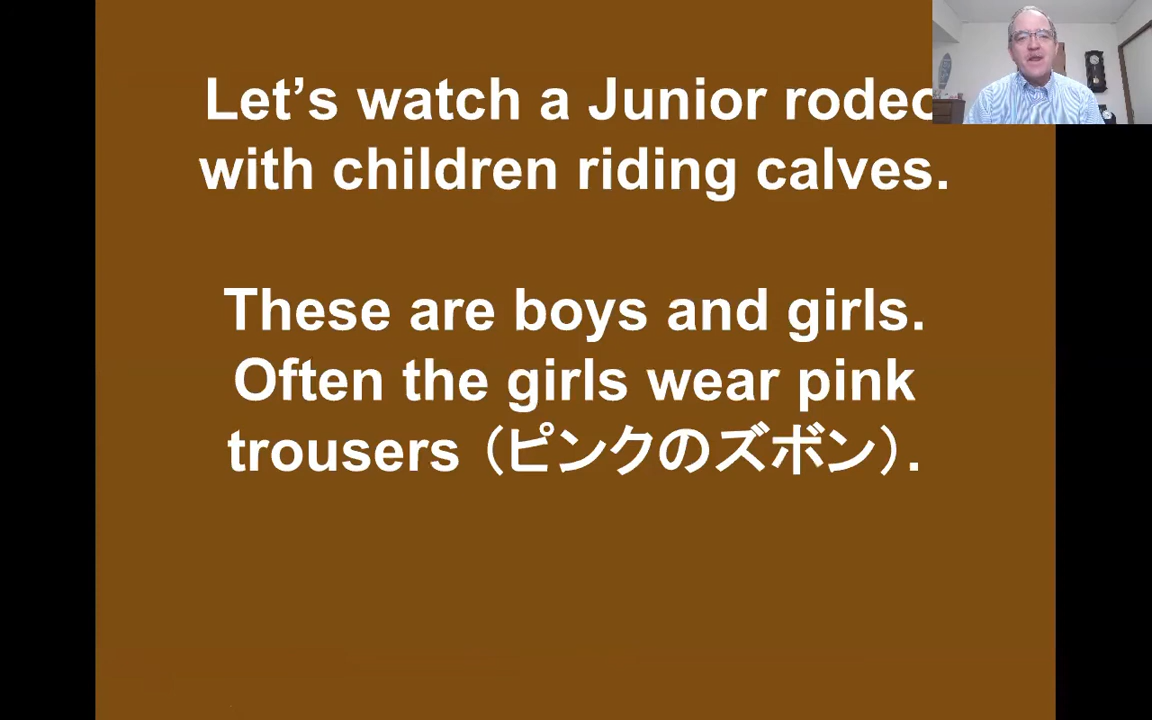 Let's watch a Junior rodeo
with children riding calves.
These are boys and girls.
Often the girls wear pink
trousers（ピンクのズボン）.